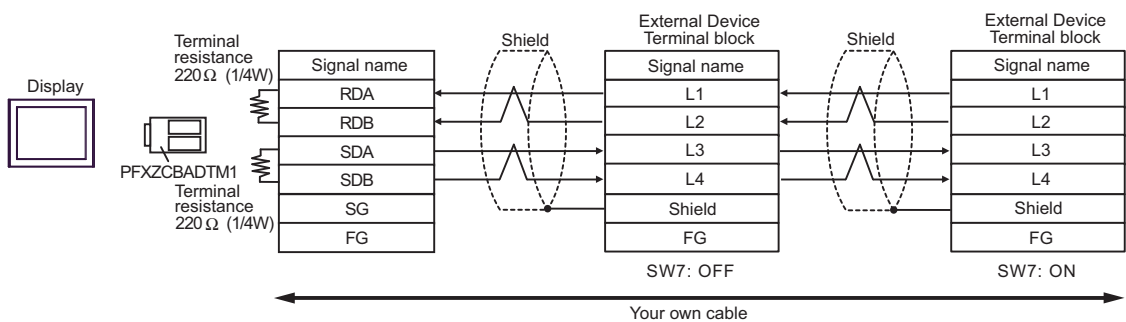 Display
PFXZCBADTM1
Terminal
resistance
220Ω (1/4W)
Terminal
resistance
220Ω (1/4W)
Signal name
RDA
RDB
SDA
SDB
SG
FG
Shield
External Device
Terminal block
Signal name
L1
L2
L3
L4
Shield
FG
SW7: OFF
Shield
External Device
Terminal block
Signal name
L1
L2
L3
L4
Shield
FG
SW7: ON
Your own cable